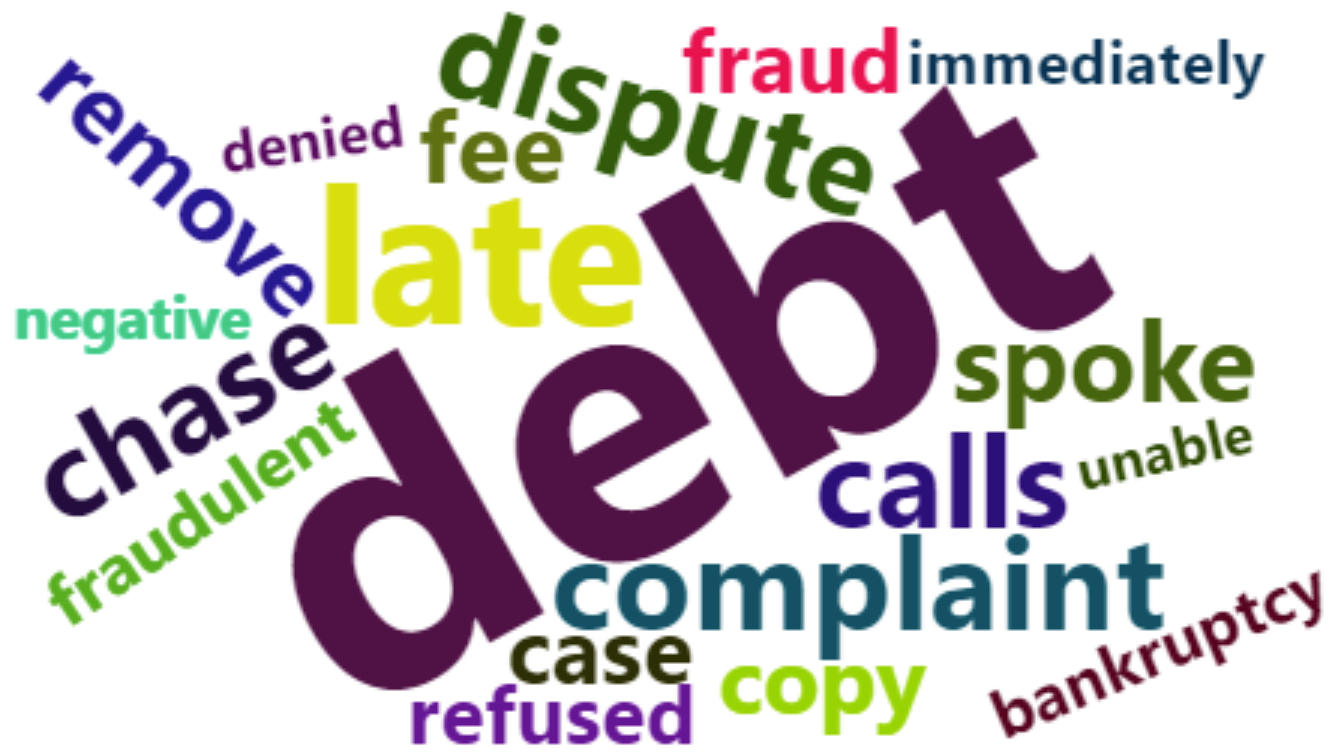 dispute
fraud
immediately
remove
denied
fee
late
debt
negative
chase
spoke
fraudulent
calls
unable
complaint
bankruptcy
case
copy
refused